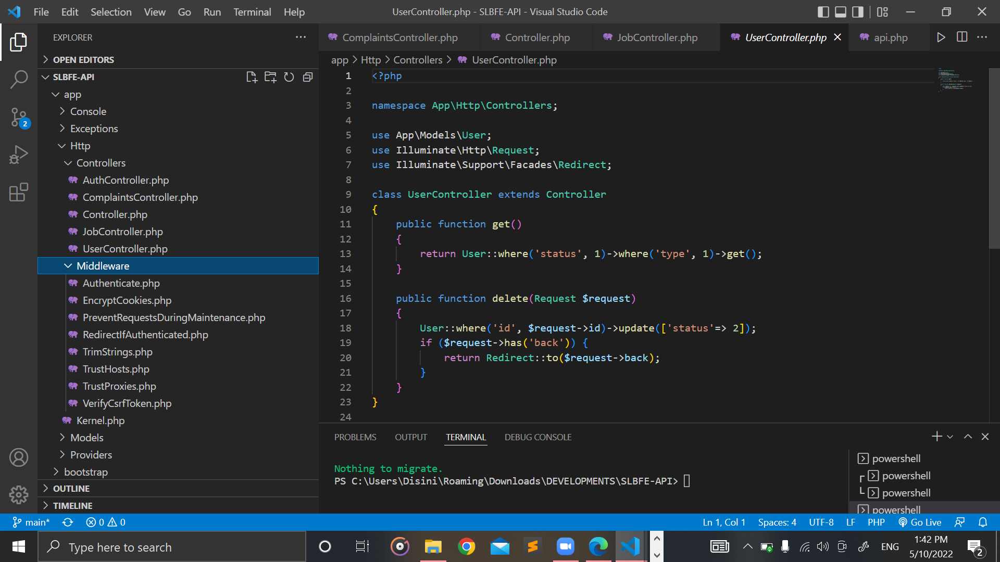 File Edit Selection View Go Run Terminal Help
UserController.php - SLBFE-API - Visual Studio Code
EXPLORER
OPEN EDITORS
SLBFE-API
app
Console
Exceptions
Http
Controllers
AuthController.php
ComplaintsController.php
Controller.php
JobController.php
UserController.php
Middleware
Authenticate.php
EncryptCookies.php
PreventRequestsDuringMaintenance.php
RedirectIfAuthenticated.php
TrimStrings.php
TrustHosts.php
TrustProxies.php
VerifyCsrfToken.php
Kernel.php
Models
Providers
bootstrap
OUTLINE
TIMELINE
2
ComplaintsController.php Controller.php JobController.php UserController.php api.php
app > Http > Controllers > UserController.php
1 <?php
2
3 namespace App\Http\Controllers;
4
5 use App\Models\User;
6 use Illuminate\Http\Request;
7 use Illuminate\Support\Facades\Redirect;
8
9 class UserController extends Controller
10 {
11 public function get()
12 {
13 return User::where('status', 1)->where('type', 1)->get();
14 }
15
16 public function delete(Request $request)
17 {
18 User::where('id', $request->id)->update(['status'=> 2]);
19 if ($request->has('back')) {
20 return Redirect::to($request->back);
21 }
22 }
23 }
24
PROBLEMS OUTPUT TERMINAL DEBUG CONSOLE
Nothing to migrate.
PS C:\Users\Disini\Roaming\Downloads\DEVELOPMENTS\SLBFE-API>
powershell
powershell
powershell
powershell
main* 0 0 Ln 1, Col 1 Spaces: 4 UTF-8 LF PHP Go Live
Type here to search
ENG
1:42 PM
5/10/2022
2